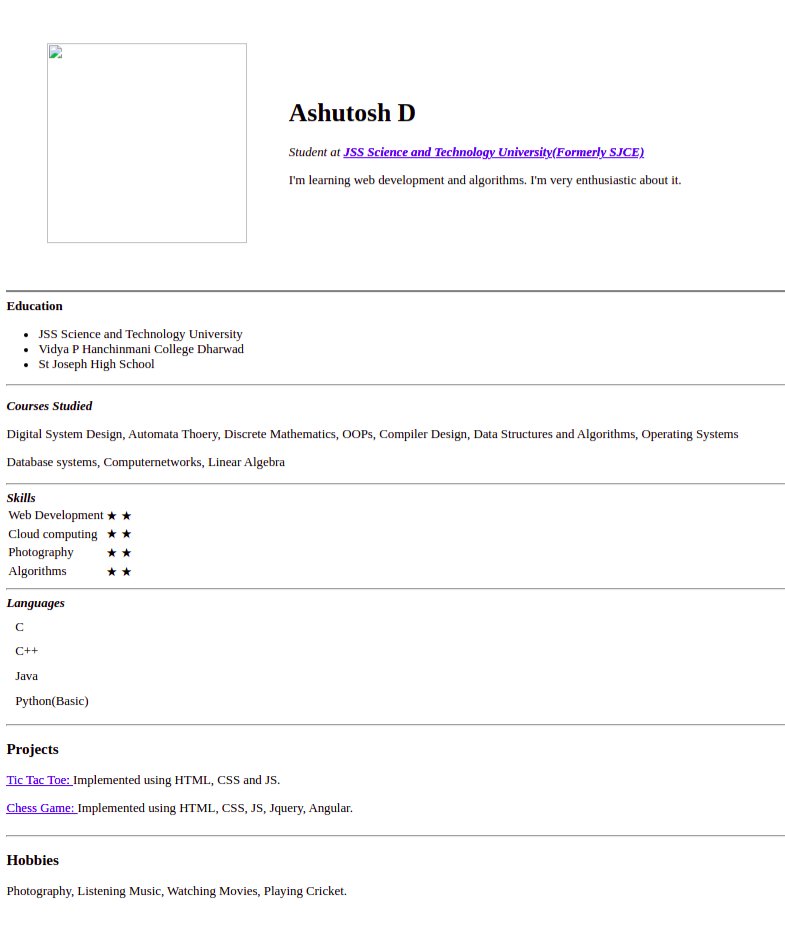 Ashutosh D
Student at JSS Science and Technology University(Formerly SJCE)
I'm learning web development and algorithms. I'm very enthusiastic about it.
Education
• JSS Science and Technology University
• Vidya P Hanchinmani College Dharwad
• St Joseph High School
Courses Studied
Digital System Design, Automata Thoery, Discrete Mathematics, OOPs, Compiler Design, Data Structures and Algorithms, Operating Systems
Database systems, Computernetworks, Linear Algebra
Skills
Web Development ★ ★
Cloud computing ★ ★
Photography ★ ★
Algorithms ★ ★
Languages
C
C++
Java
Python(Basic)
Projects
Tic Tac Toe: Implemented using HTML, CSS and JS.
Chess Game: Implemented using HTML, CSS, JS, Jquery, Angular.
Hobbies
Photography, Listening Music, Watching Movies, Playing Cricket.